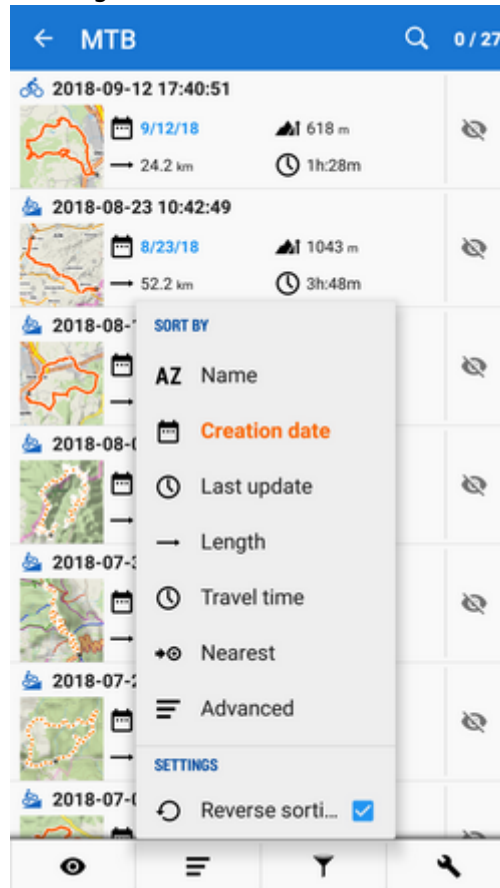 MTB
0 / 27
2018-09-12 17:40:51
9/12/18
618 m
24.2 km
1h:28m
2018-08-23 10:42:49
8/23/18
1043 m
52.2 km
3h:48m
2018-08-
SORT BY
AZ Name
Creation date
2018-08-0
Last update
Length
2018-07-
Travel time
Nearest
2018-07-2
Advanced
SETTINGS
2018-07-0
Reverse sorti...